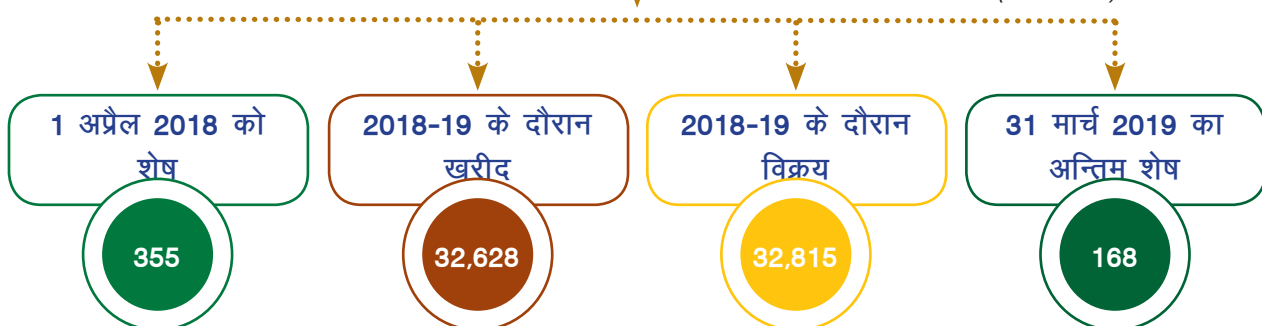 1 अप्रैल 2018 को
शेष
355
2018-19 के दौरान
खरीद
32,628
2018-19 के दौरान
विक्रय
32,815
31 मार्च 2019 का
अन्तिम शेष
168